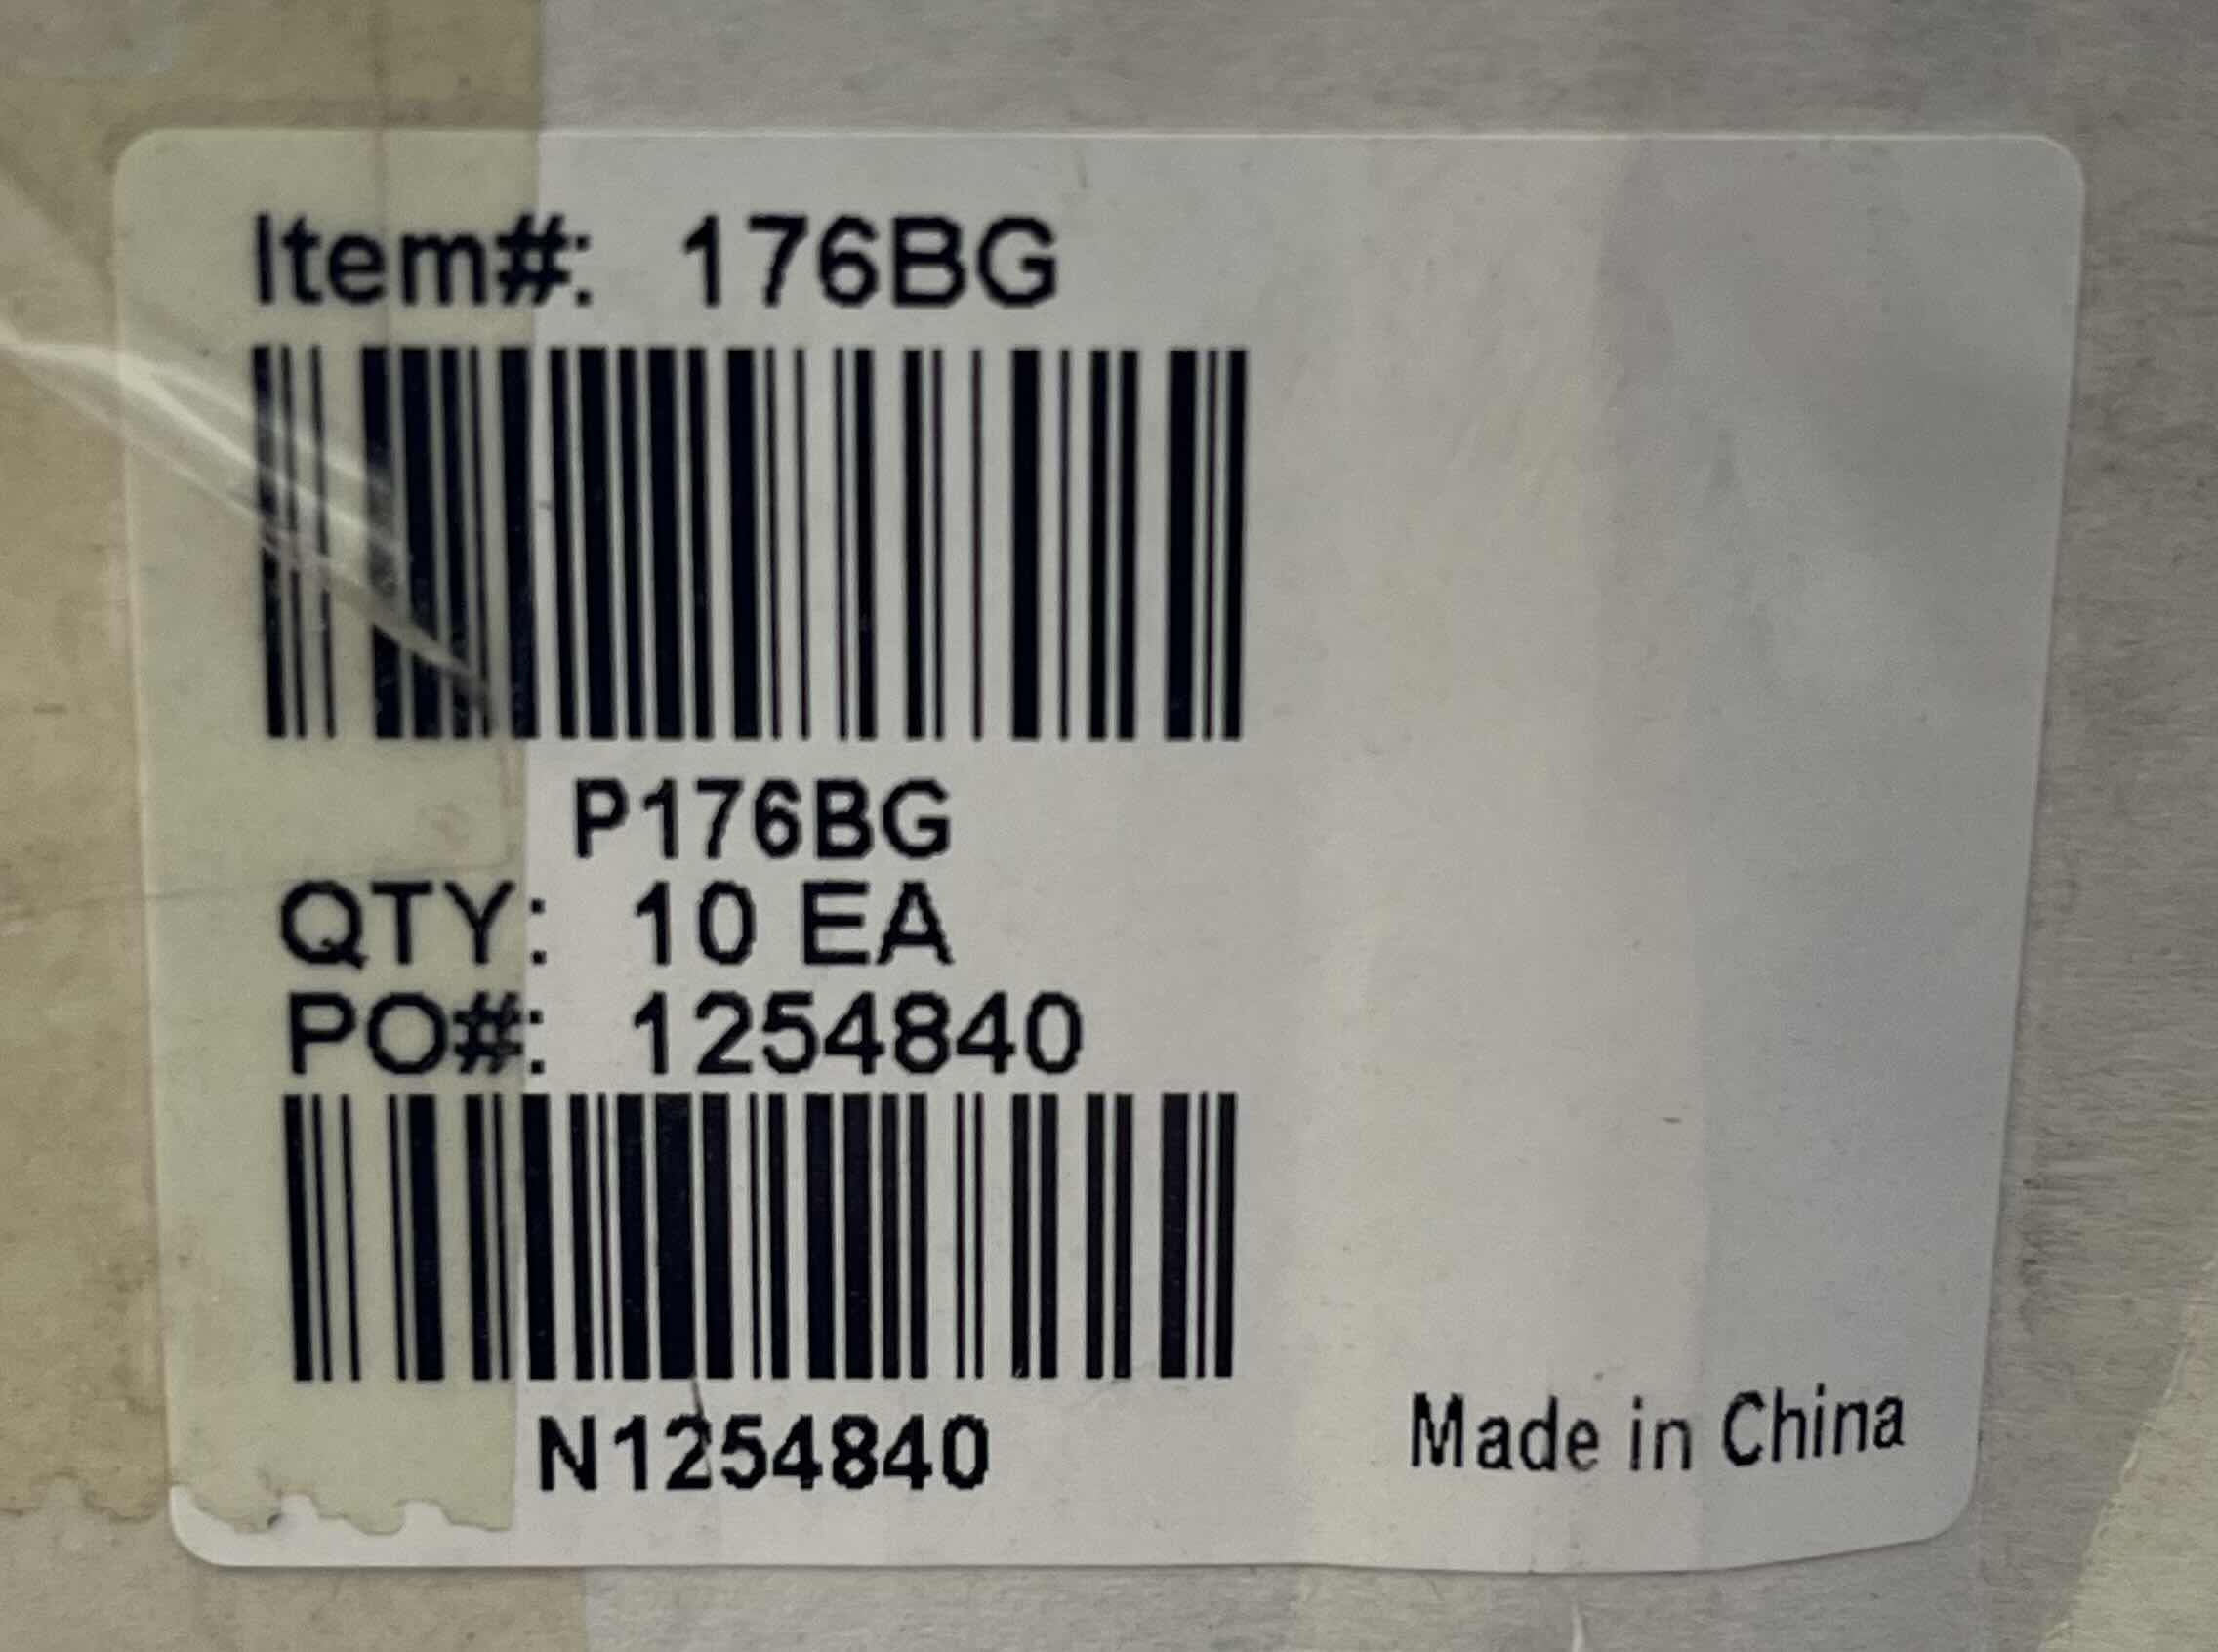 Item#: 176BG
P176BG
QTY: 10 EA
PO#: 1254840
N1254840
Made in China